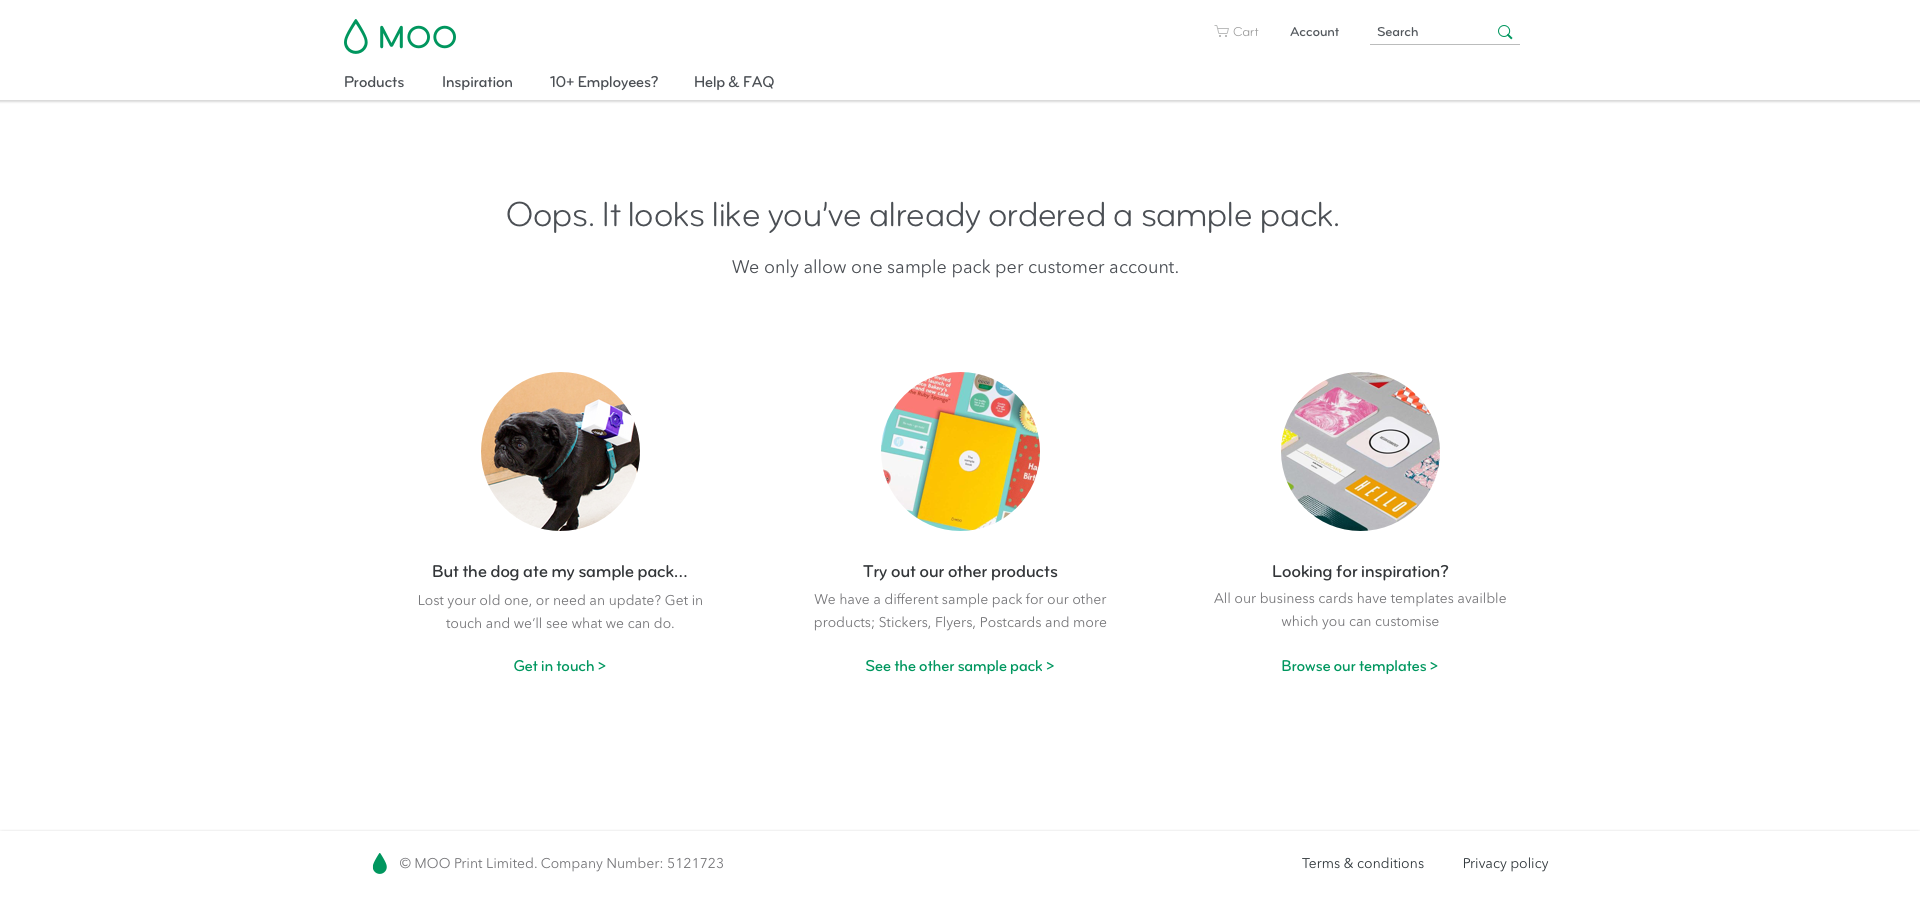 MOO
Cart
Account
Search
Products
Inspiration
10+ Employees?
Help & FAQ
Oops. It looks like you've already ordered a sample pack.
We only allow one sample pack per customer account.
HELLO
But the dog ate my sample pack...
Lost your old one, or need an update? Get in
touch and we'll see what we can do.
Get in touch >
Try out our other products
We have a different sample pack for our other
products; Stickers, Flyers, Postcards and more
See the other sample pack >
Looking for inspiration?
All our business cards have templates availble
which you can customise
Browse our templates >
© MOO Print Limited. Company Number: 5121723
Terms & conditions
Privacy policy